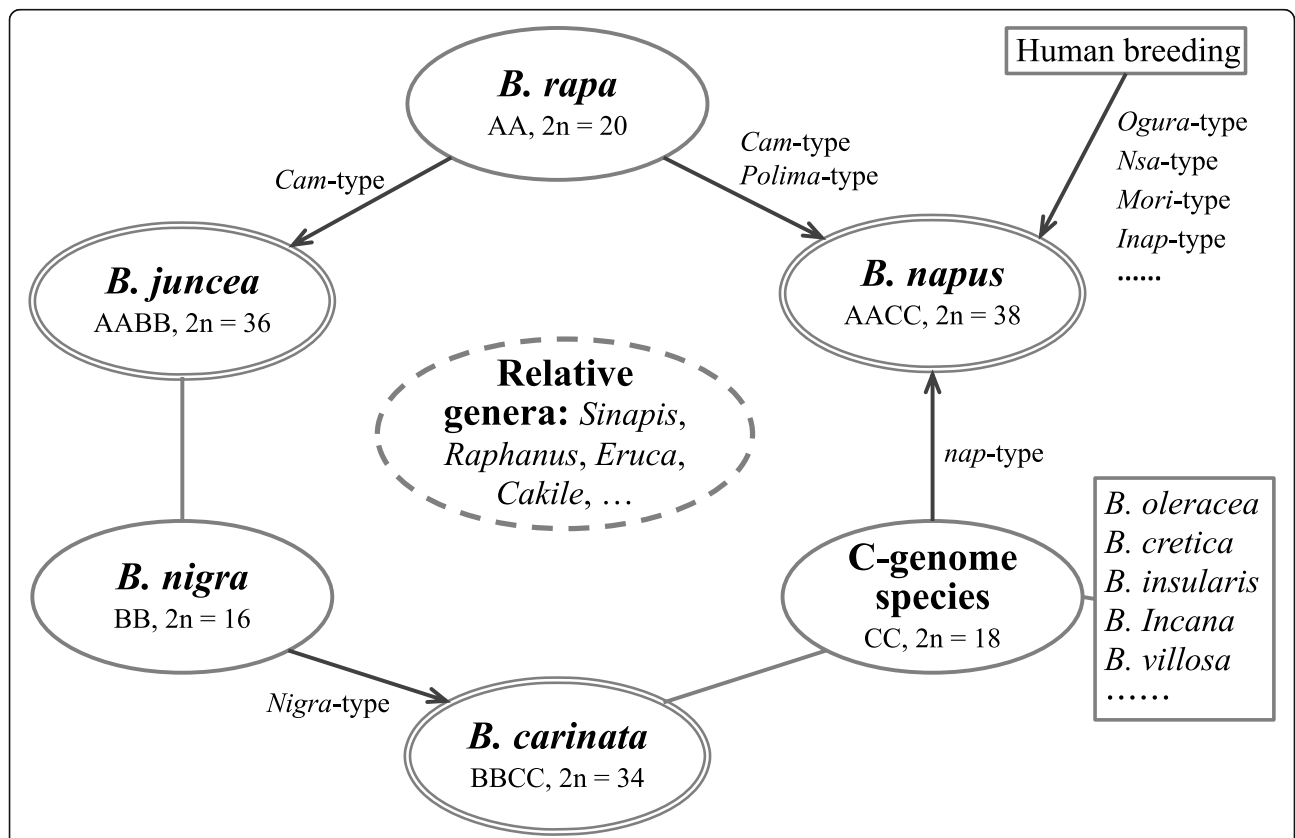 Human breeding
B. rapa
AA, 2n = 20
Ogura-type
Nsa-type
Mori-type
Inap-type
......
Cam-type
Cam-type
Polima-type
B. juncea
AABB, 2n = 36
B. napus
AACC, 2n = 38
Relative
genera: Sinapis,
Raphanus, Eruca,
Cakile, …
nap-type
B. nigra
BB, 2n = 16
C-genome
species
CC, 2n = 18
B. oleracea
B. cretica
B. insularis
B. Incana
B. villosa
……
Nigra-type
B. carinata
BBCC, 2n = 34